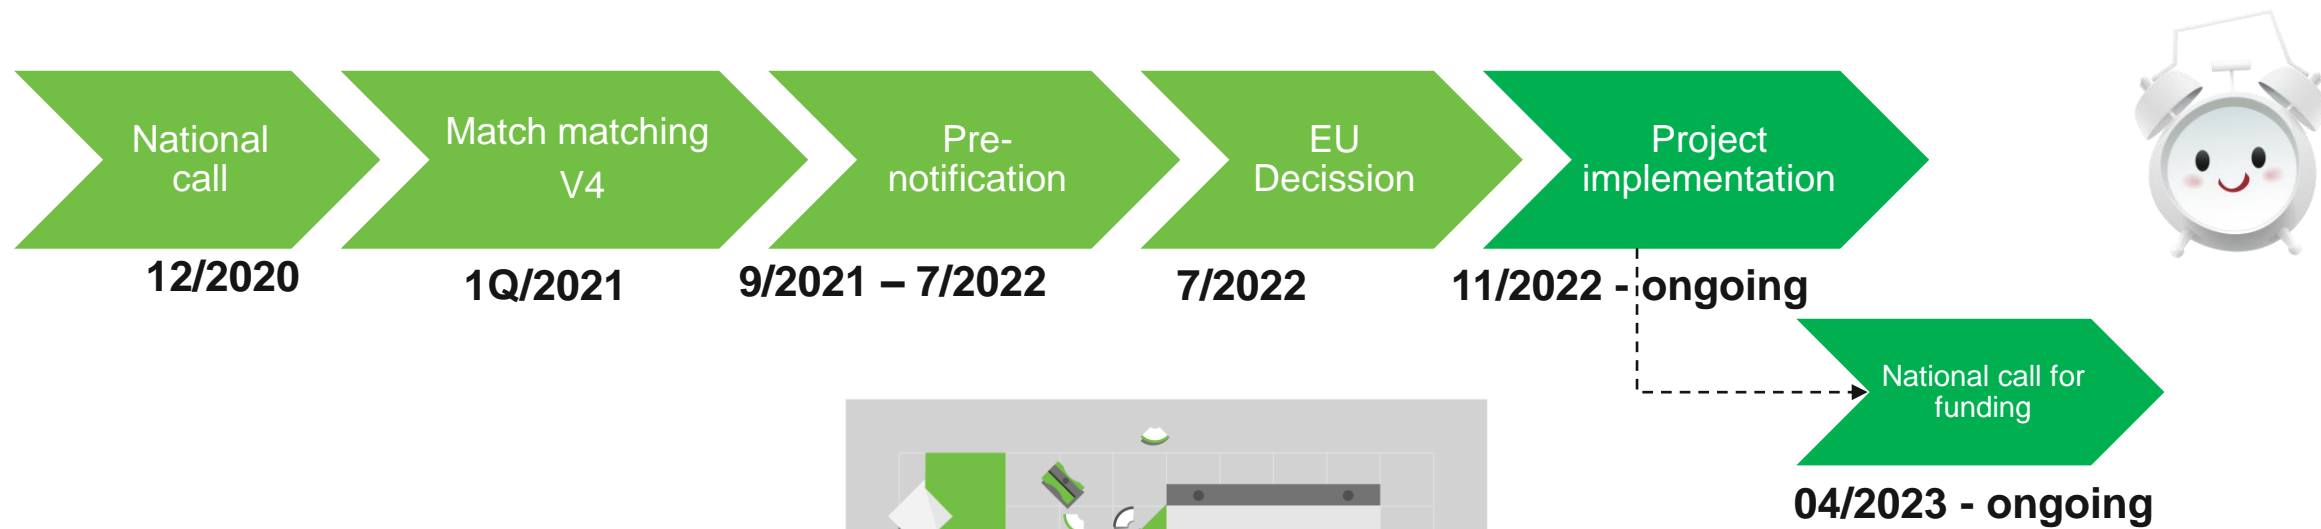 National
call
Match matching
V4
Pre-
notification
EU
Decission
Project
implementation
12/2020
1Q/2021
9/2021 – 7/2022
7/2022
11/2022 - ongoing
National call for
funding
04/2023 - ongoing